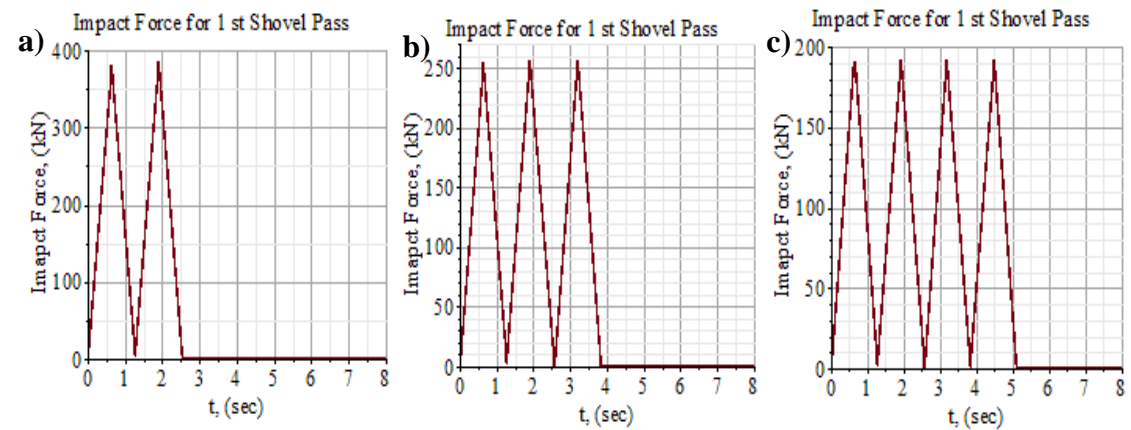 a)
Impact Force for 1 st Shovel Pass
400
300
200
100
0
Imapct Force, (kN)
0 1 2 3 4 5 6 7 8
t, (sec)
b)
Impact Force for 1 st Shovel Pass
250
200
150
100
50
0
Imapct Force, (kN)
0 1 2 3 4 5 6 7 8
t, (sec)
c)
Impact Force for 1 st Shovel Pass
200
150
100
50
0
Imapct Force, (kN)
0 1 2 3 4 5 6 7 8
t, (sec)